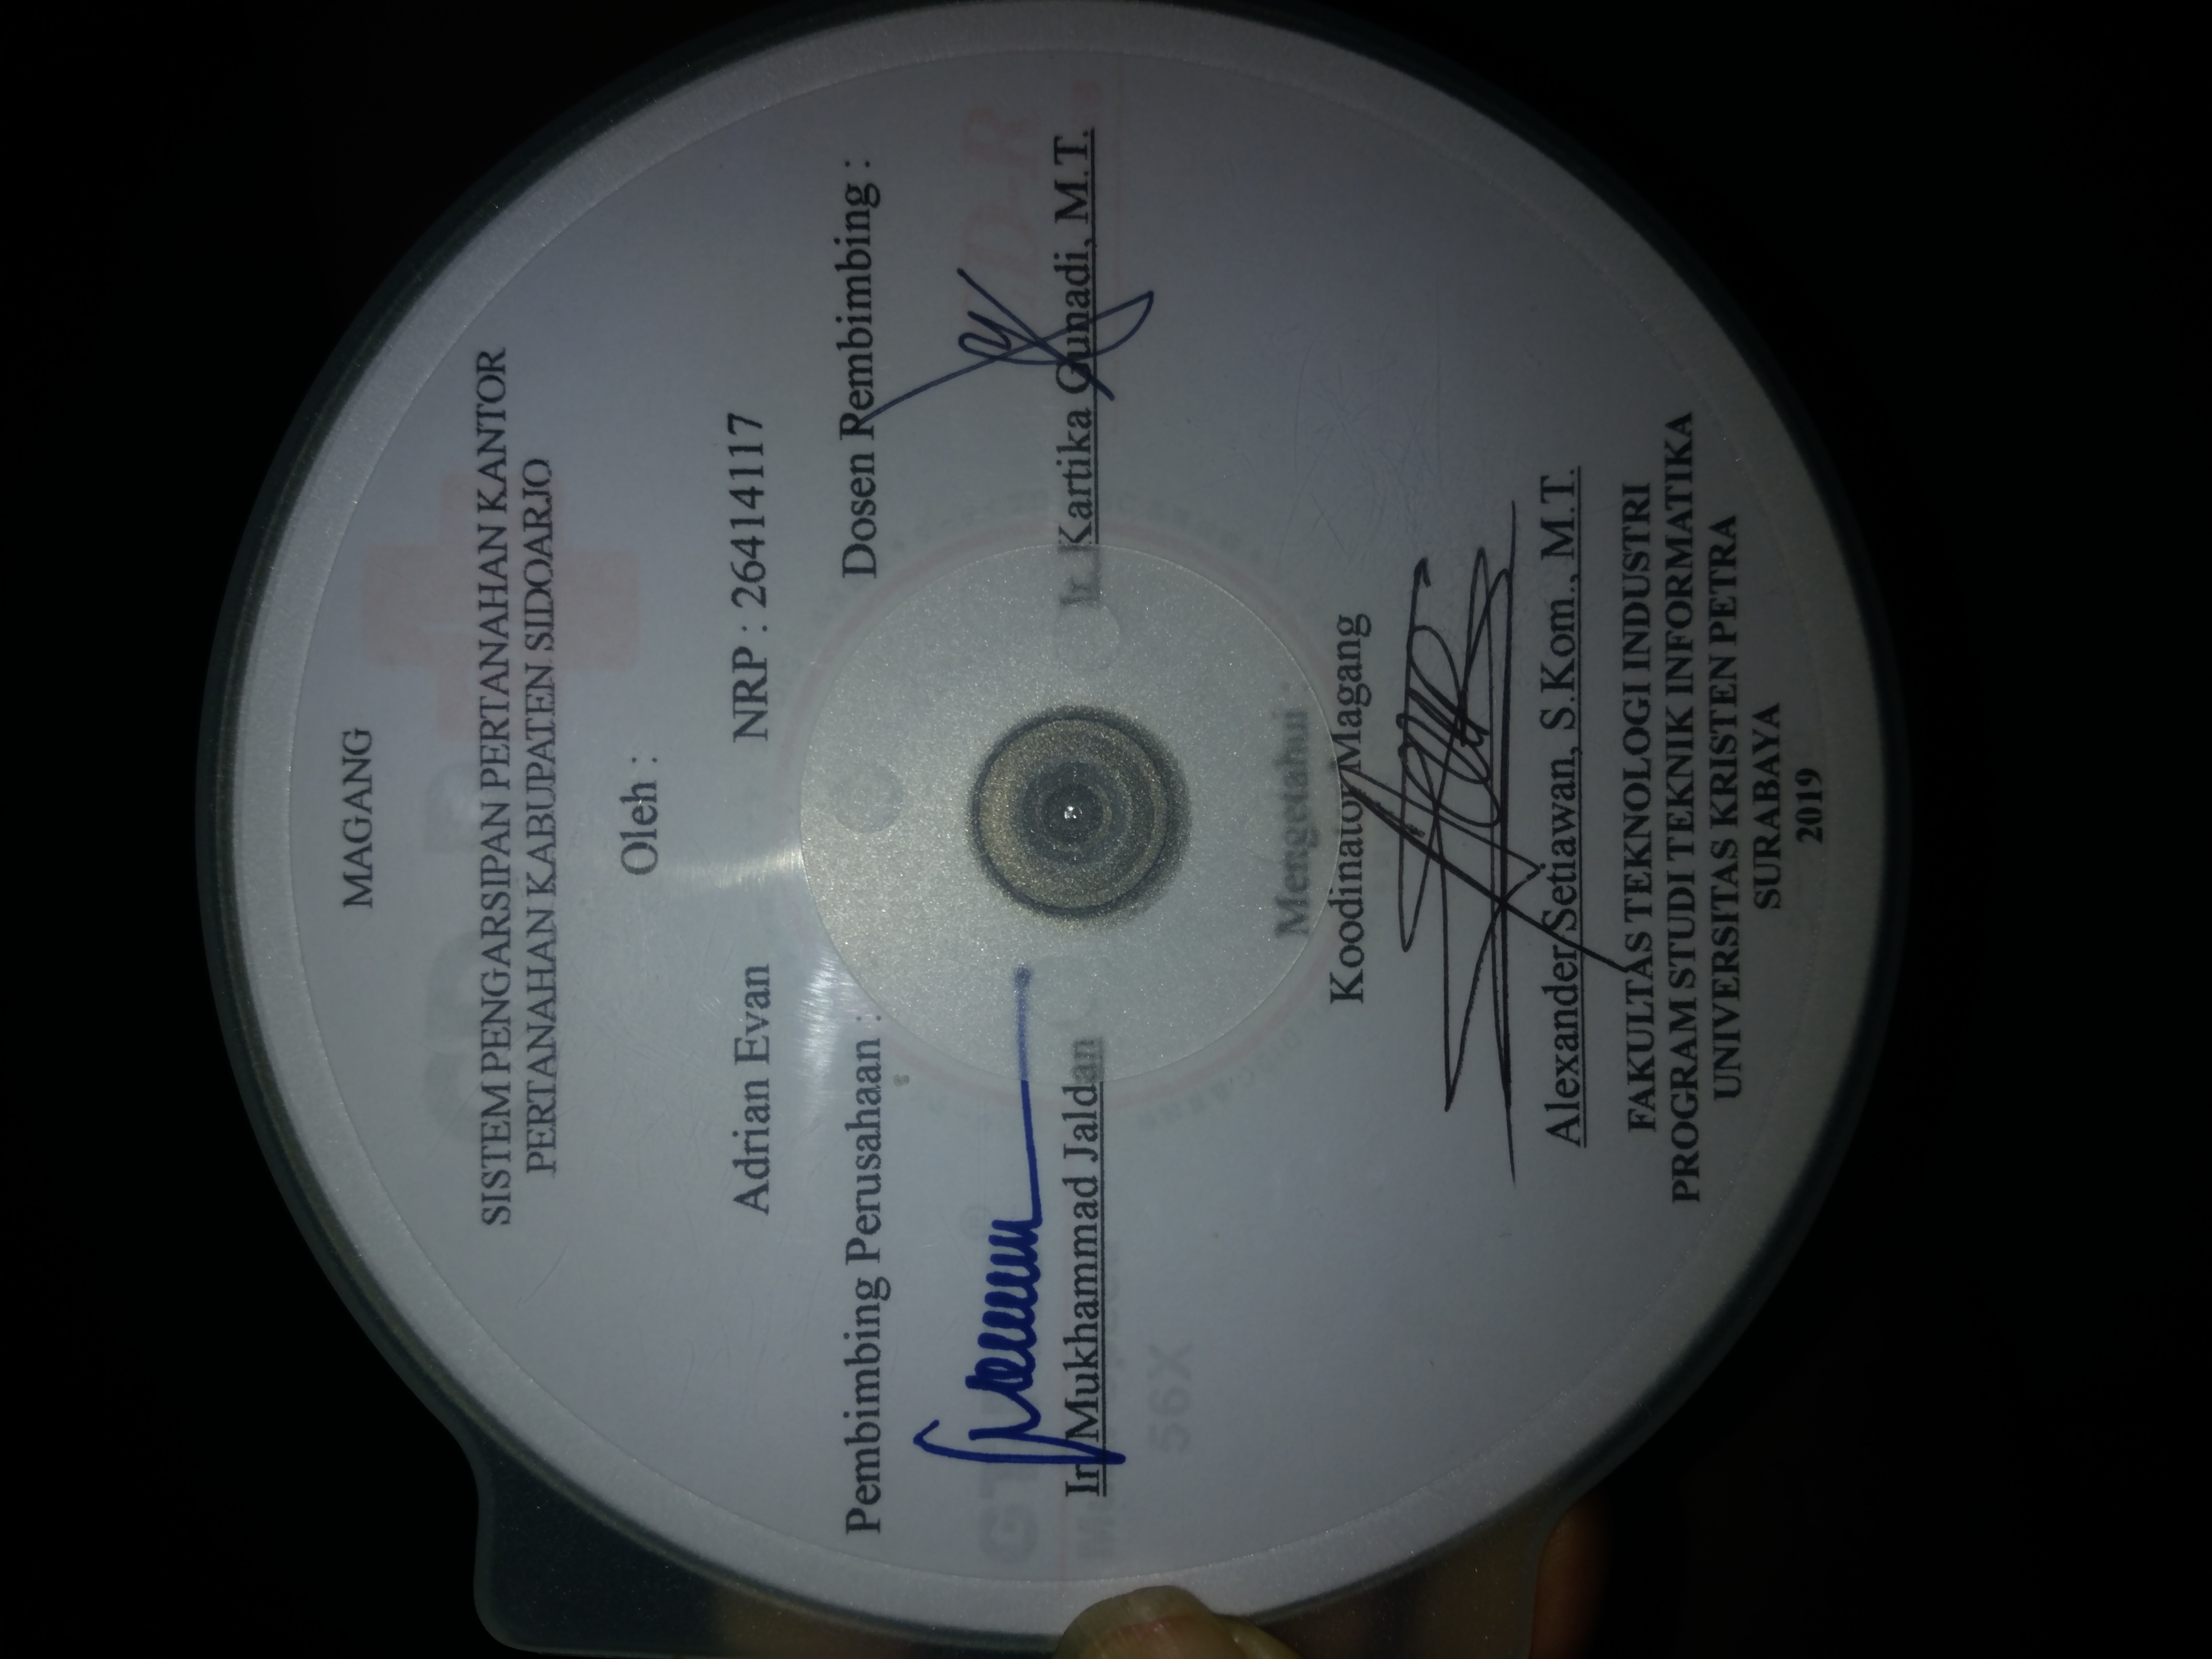 MAGANG
SISTEM PENGARSIPAN PERTANAHAN KANTOR
PERTANAHAN KABUPATEN SIDOARJO
Oleh :
Adrian Evan NRP : 26414117
Pembimbing Perusahaan : Dosen Pembimbing :
Ir. Mukhammad Jaldan Ir. Kartika Gunadi, M.T.
56X
CD-R
Mengetahui :
Koodinator Magang
Alexander Setiawan, S.Kom., M.T.
FAKULTAS TEKNOLOGI INDUSTRI
PROGRAM STUDI TEKNIK INFORMATIKA
UNIVERSITAS KRISTEN PETRA
SURABAYA
2019